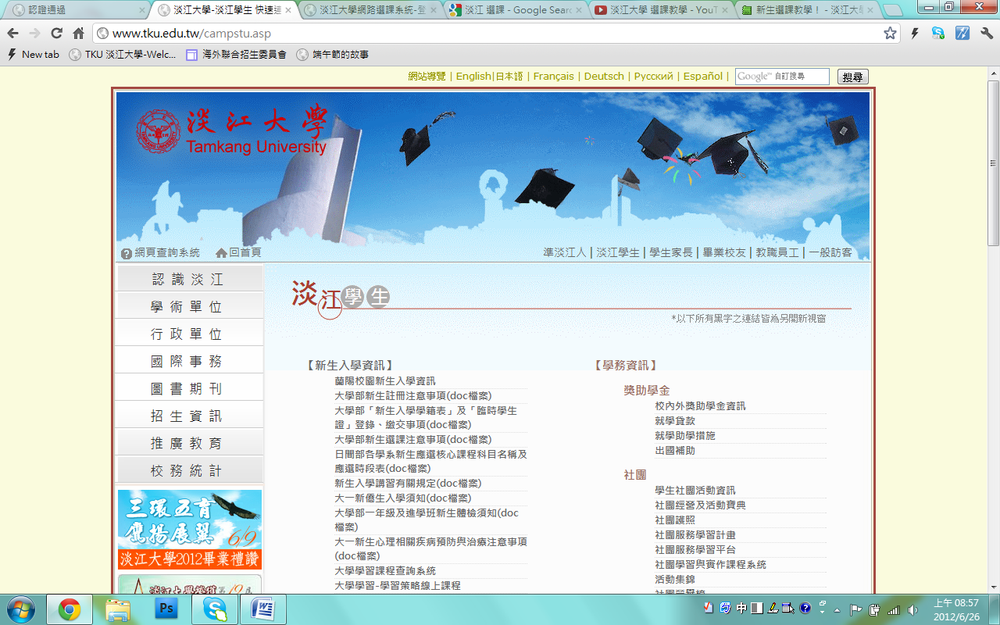 認證通過
淡江大學-淡江學生 快速連
淡江大學網路選課系統-登
淡江 選課 - Google Sear
淡江大學 選課教學 - YouT
新生選課教學！ - 淡江大學
www.tku.edu.tw/campstu.asp
New tab
TKU 淡江大學-Welc...
海外聯合招生委員會
端午節的故事
網站導覽 | English|日本語 | Français | Deutsch | Русский | Español |
Google™ 自訂搜尋
搜尋
淡江大學
Tamkang University
網頁查詢系統 回首頁
準淡江人 | 淡江學生 | 學生家長 | 畢業校友 | 教職員工 | 一般訪客
認識淡江
學術單位
行政單位
國際事務
圖書期刊
招生資訊
推廣教育
校務統計
三環五育
鷹揚展翼
6/9
淡江大學2012畢業禮讚
淡江學生
*以下所有黑字之連結皆為另開新視窗
【新生入學資訊】
蘭陽校園新生入學資訊
大學部新生註冊注意事項(doc檔案)
大學部「新生入學學籍表」及「臨時學生
證」登錄、繳交事項(doc檔案)
大學部新生選課注意事項(doc檔案)
日間部各學系新生應選核心課程科目名稱及
應選時段表(doc檔案)
新生入學講習有關規定(doc檔案)
大一新僑生入學須知(doc檔案)
大學部一年級及進學班新生體檢須知(doc
檔案)
大一新生心理相關疾病預防與治療注意事項
(doc檔案)
大學學習課程查詢系統
大學學習-學習策略線上課程
【學務資訊】
獎助學金
校內外獎助學金資訊
就學貸款
就學助學措施
出國補助
社團
學生社團活動資訊
社團經營及活動寶典
社團護照
社團服務學習計畫
社團服務學習平台
社團學習與實作課程系統
活動集錦
Ps
中
上午 08:57
2012/6/26